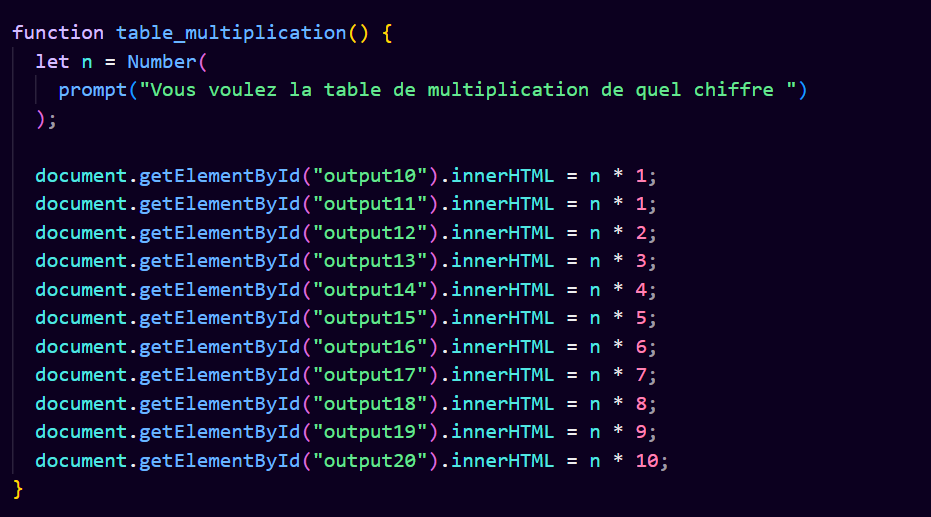 function table_multiplication() {
  let n = Number(
    prompt("Vous voulez la table de multiplication de quel chiffre ")
  );

  document.getElementById("output10").innerHTML = n * 1;
  document.getElementById("output11").innerHTML = n * 1;
  document.getElementById("output12").innerHTML = n * 2;
  document.getElementById("output13").innerHTML = n * 3;
  document.getElementById("output14").innerHTML = n * 4;
  document.getElementById("output15").innerHTML = n * 5;
  document.getElementById("output16").innerHTML = n * 6;
  document.getElementById("output17").innerHTML = n * 7;
  document.getElementById("output18").innerHTML = n * 8;
  document.getElementById("output19").innerHTML = n * 9;
  document.getElementById("output20").innerHTML = n * 10;
}